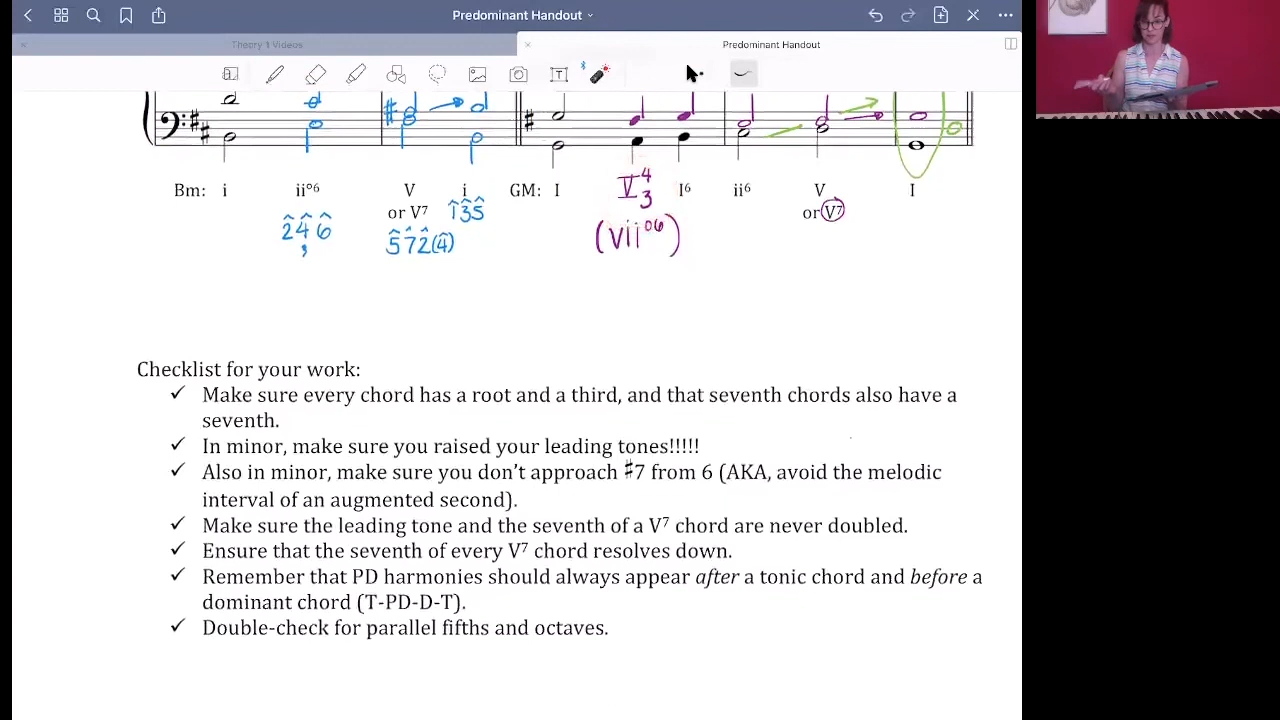 Predominant Handout
Theory 1 Videos
Predominant Handout
T
Bm: i ii°6 V i GM: I V4/3 I6 ii6 V I
or V7 1̂3̂5̂ or V7
2̂ 4̂ 6̂ 5̂ 7̂ 2̂(4̂) (vii°6)
Checklist for your work:
✓ Make sure every chord has a root and a third, and that seventh chords also have a
seventh.
✓ In minor, make sure you raised your leading tones!!!!!
✓ Also in minor, make sure you don't approach ♯7 from 6 (AKA, avoid the melodic
interval of an augmented second).
✓ Make sure the leading tone and the seventh of a V7 chord are never doubled.
✓ Ensure that the seventh of every V7 chord resolves down.
✓ Remember that PD harmonies should always appear after a tonic chord and before a
dominant chord (T-PD-D-T).
✓ Double-check for parallel fifths and octaves.